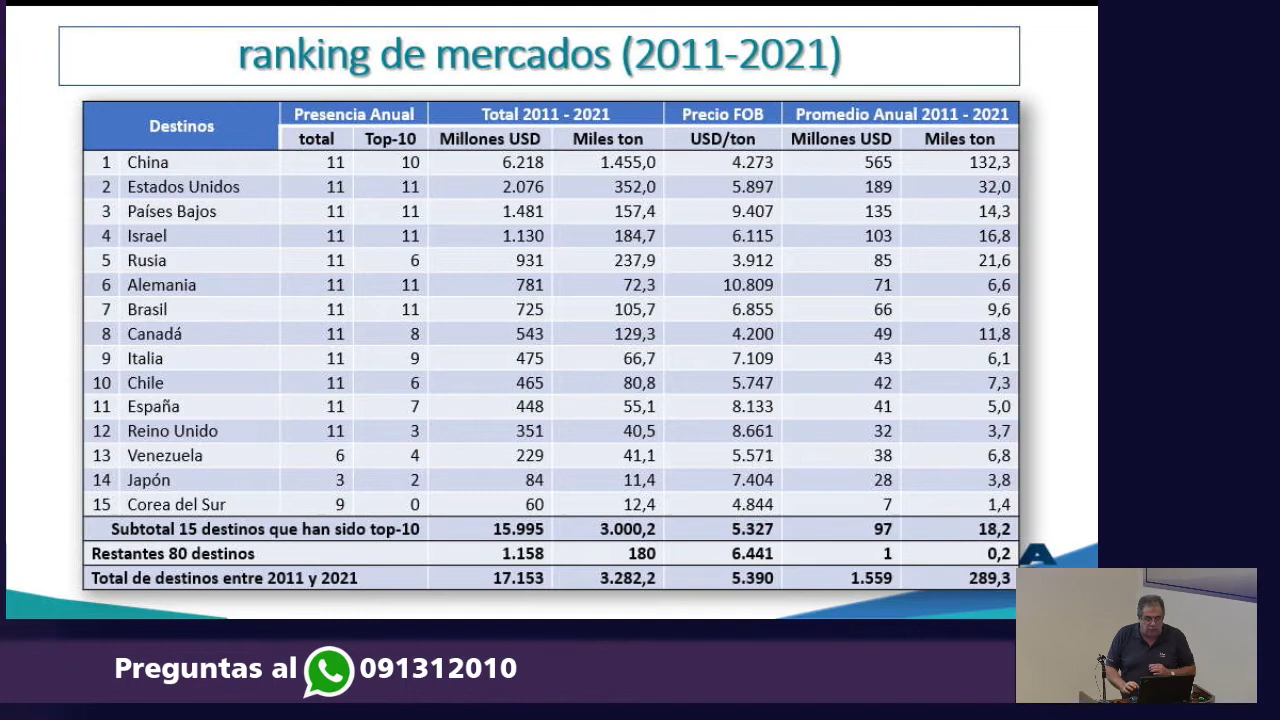 ranking de mercados (2011-2021)
Destinos Presencia Anual Total 2011 - 2021 Precio FOB Promedio Anual 2011 - 2021
total Top-10 Millones USD Miles ton USD/ton Millones USD Miles ton
1 China 11 10 6.218 1.455,0 4.273 565 132,3
2 Estados Unidos 11 11 2.076 352,0 5.897 189 32,0
3 Países Bajos 11 11 1.481 157,4 9.407 135 14,3
4 Israel 11 11 1.130 184,7 6.115 103 16,8
5 Rusia 11 6 931 237,9 3.912 85 21,6
6 Alemania 11 11 781 72,3 10.809 71 6,6
7 Brasil 11 11 725 105,7 6.855 66 9,6
8 Canadá 11 8 543 129,3 4.200 49 11,8
9 Italia 11 9 475 66,7 7.109 43 6,1
10 Chile 11 6 465 80,8 5.747 42 7,3
11 España 11 7 448 55,1 8.133 41 5,0
12 Reino Unido 11 3 351 40,5 8.661 32 3,7
13 Venezuela 6 4 229 41,1 5.571 38 6,8
14 Japón 3 2 84 11,4 7.404 28 3,8
15 Corea del Sur 9 0 60 12,4 4.844 7 1,4
Subtotal 15 destinos que han sido top-10 15.995 3.000,2 5.327 97 18,2
Restantes 80 destinos 1.158 180 6.441 1 0,2
Total de destinos entre 2011 y 2021 17.153 3.282,2 5.390 1.559 289,3
Preguntas al 091312010